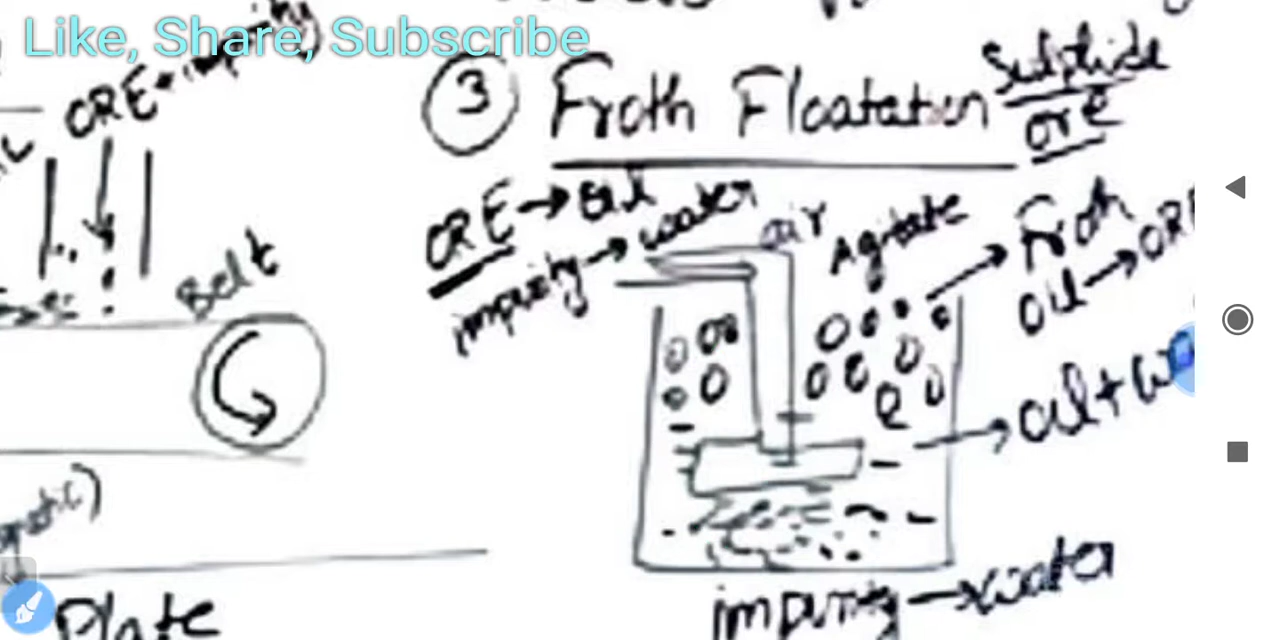 Like, Share, Subscribe
ORE + impurity
③ Froth Floatation Sulphide
ORE
ORE → oil
impurity → water
air
Agitate
Froth
Oil → ORE
Belt
oil +
Plate
impurity → water